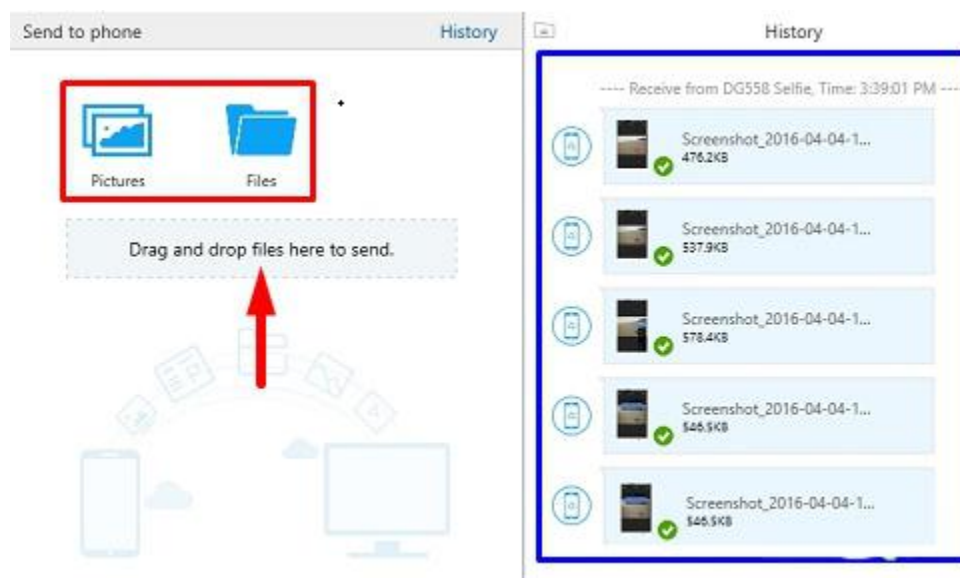 Send to phone
History
Pictures
Files
Drag and drop files here to send.
History
---- Receive from DG558 Selfie, Time: 3:39:01 PM ----
Screenshot_2016-04-04-1...
476.2KB
Screenshot_2016-04-04-1...
537.9KB
Screenshot_2016-04-04-1...
578.4KB
Screenshot_2016-04-04-1...
546.5KB
Screenshot_2016-04-04-1...
546.5KB